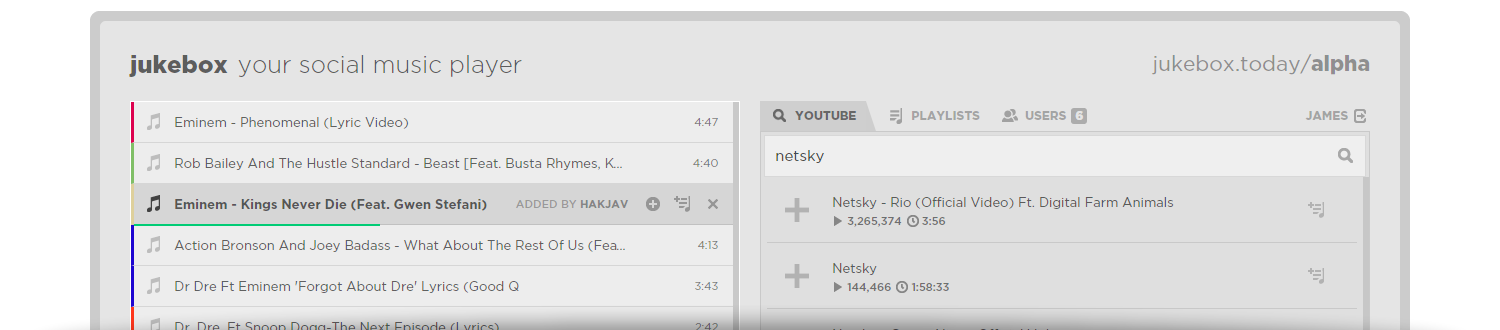 jukebox your social music player
jukebox.today/alpha
Eminem - Phenomenal (Lyric Video) 4:47
Rob Bailey And The Hustle Standard - Beast [Feat. Busta Rhymes, K... 4:40
Eminem - Kings Never Die (Feat. Gwen Stefani) ADDED BY HAKJAV
Action Bronson And Joey Badass - What About The Rest Of Us (Fea... 4:13
Dr Dre Ft Eminem 'Forgot About Dre' Lyrics (Good Q 3:43
Dr. Dre, Ft Snoop Dogg-The Next Episode (Lyrics) 2:42
YOUTUBE PLAYLISTS USERS 6 JAMES
netsky
Netsky - Rio (Official Video) Ft. Digital Farm Animals
3,265,374 3:56
Netsky
144,466 1:58:33